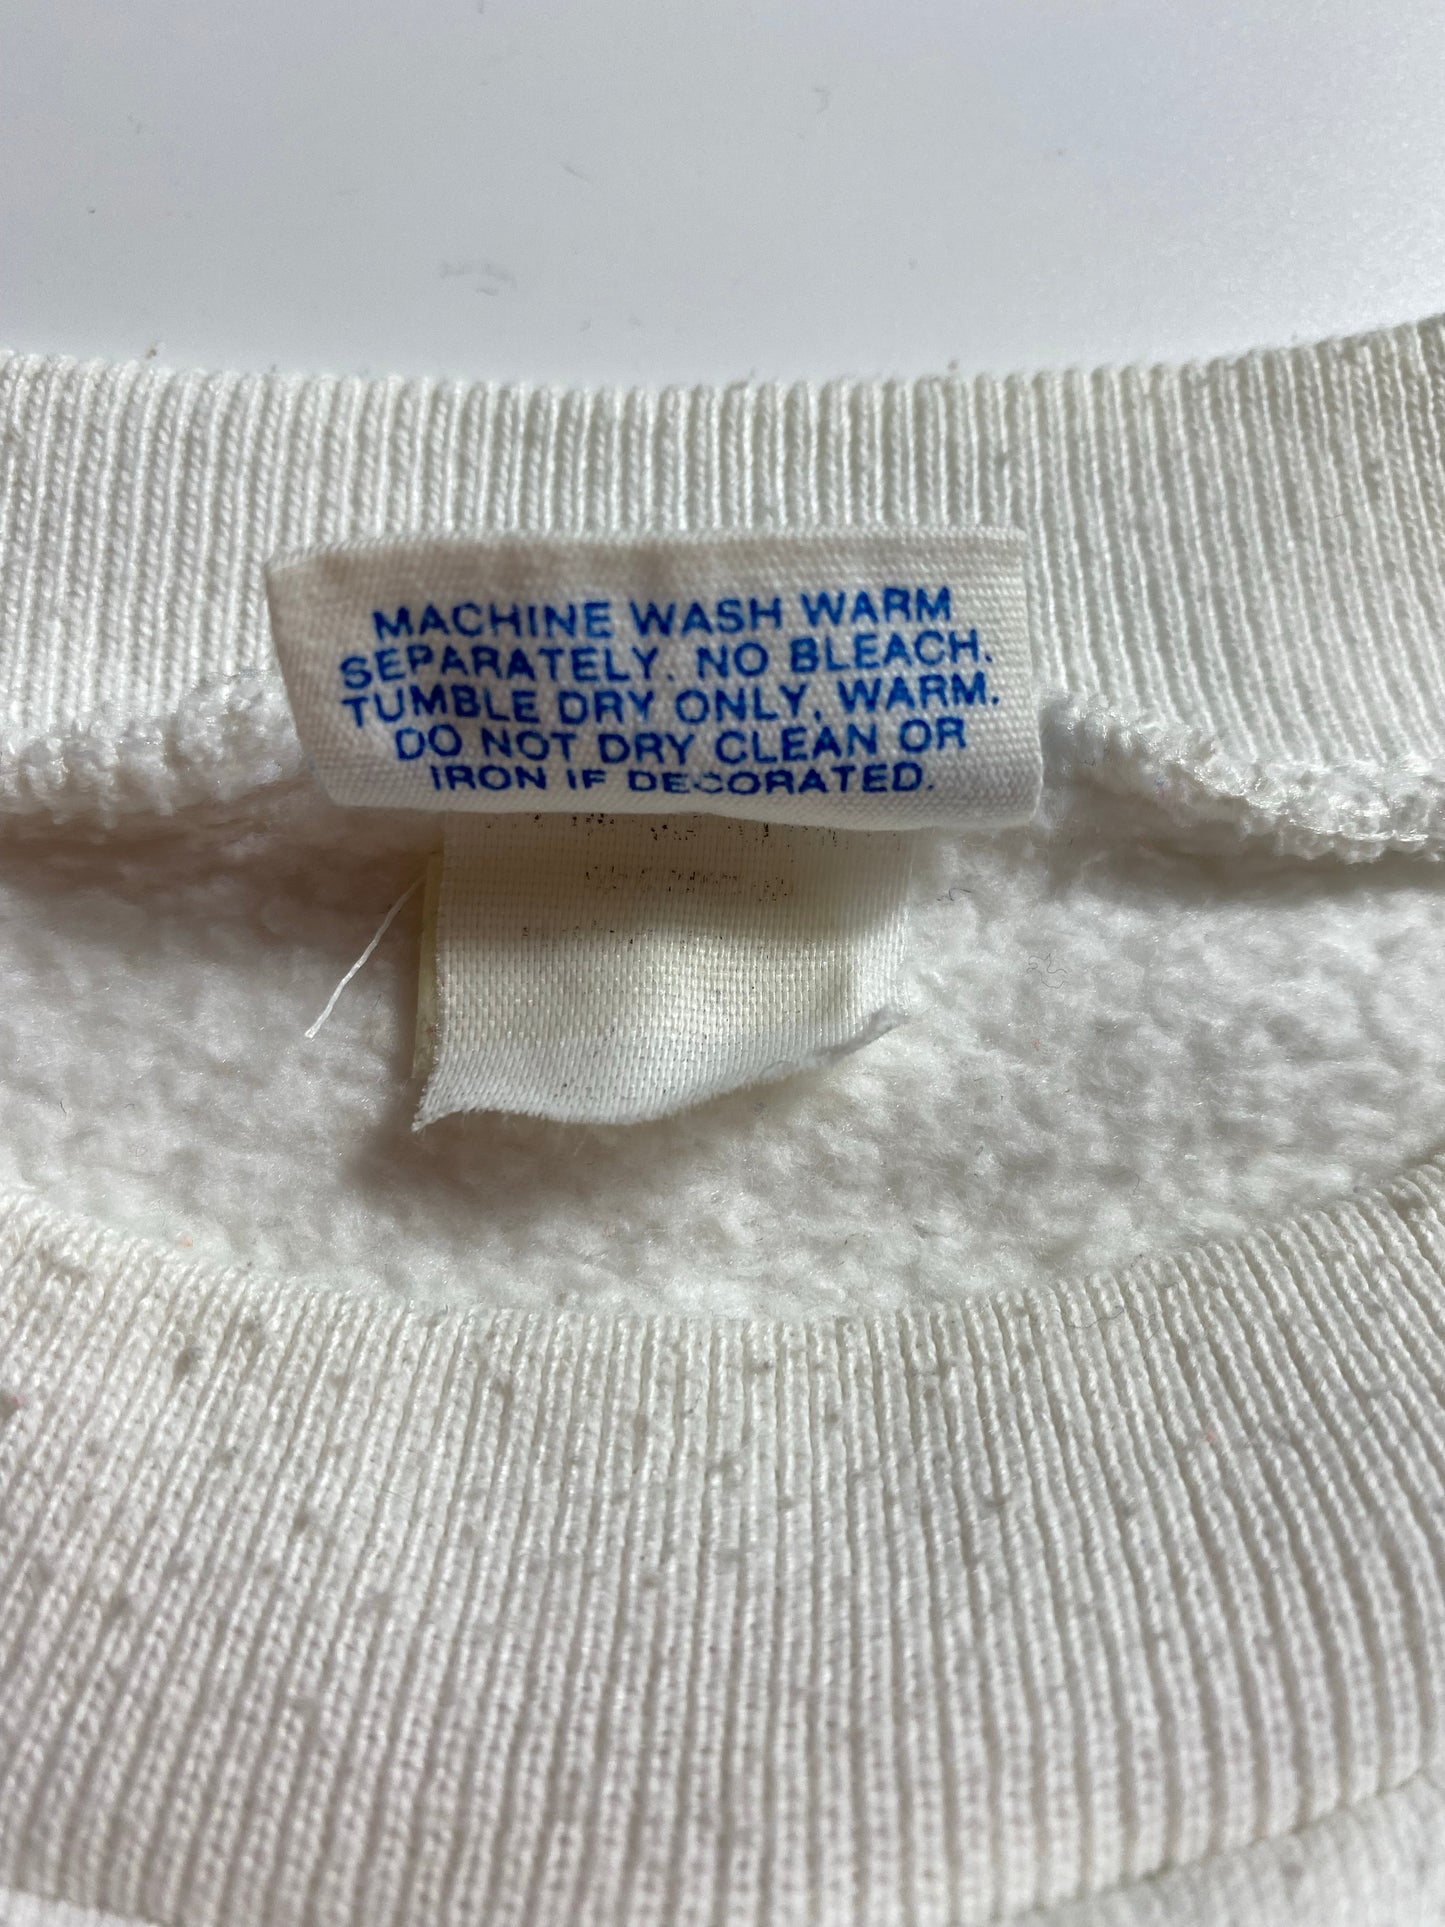 MACHINE WASH WARM
SEPARATELY. NO BLEACH.
TUMBLE DRY ONLY, WARM.
DO NOT DRY CLEAN OR
IRON IF DECORATED.